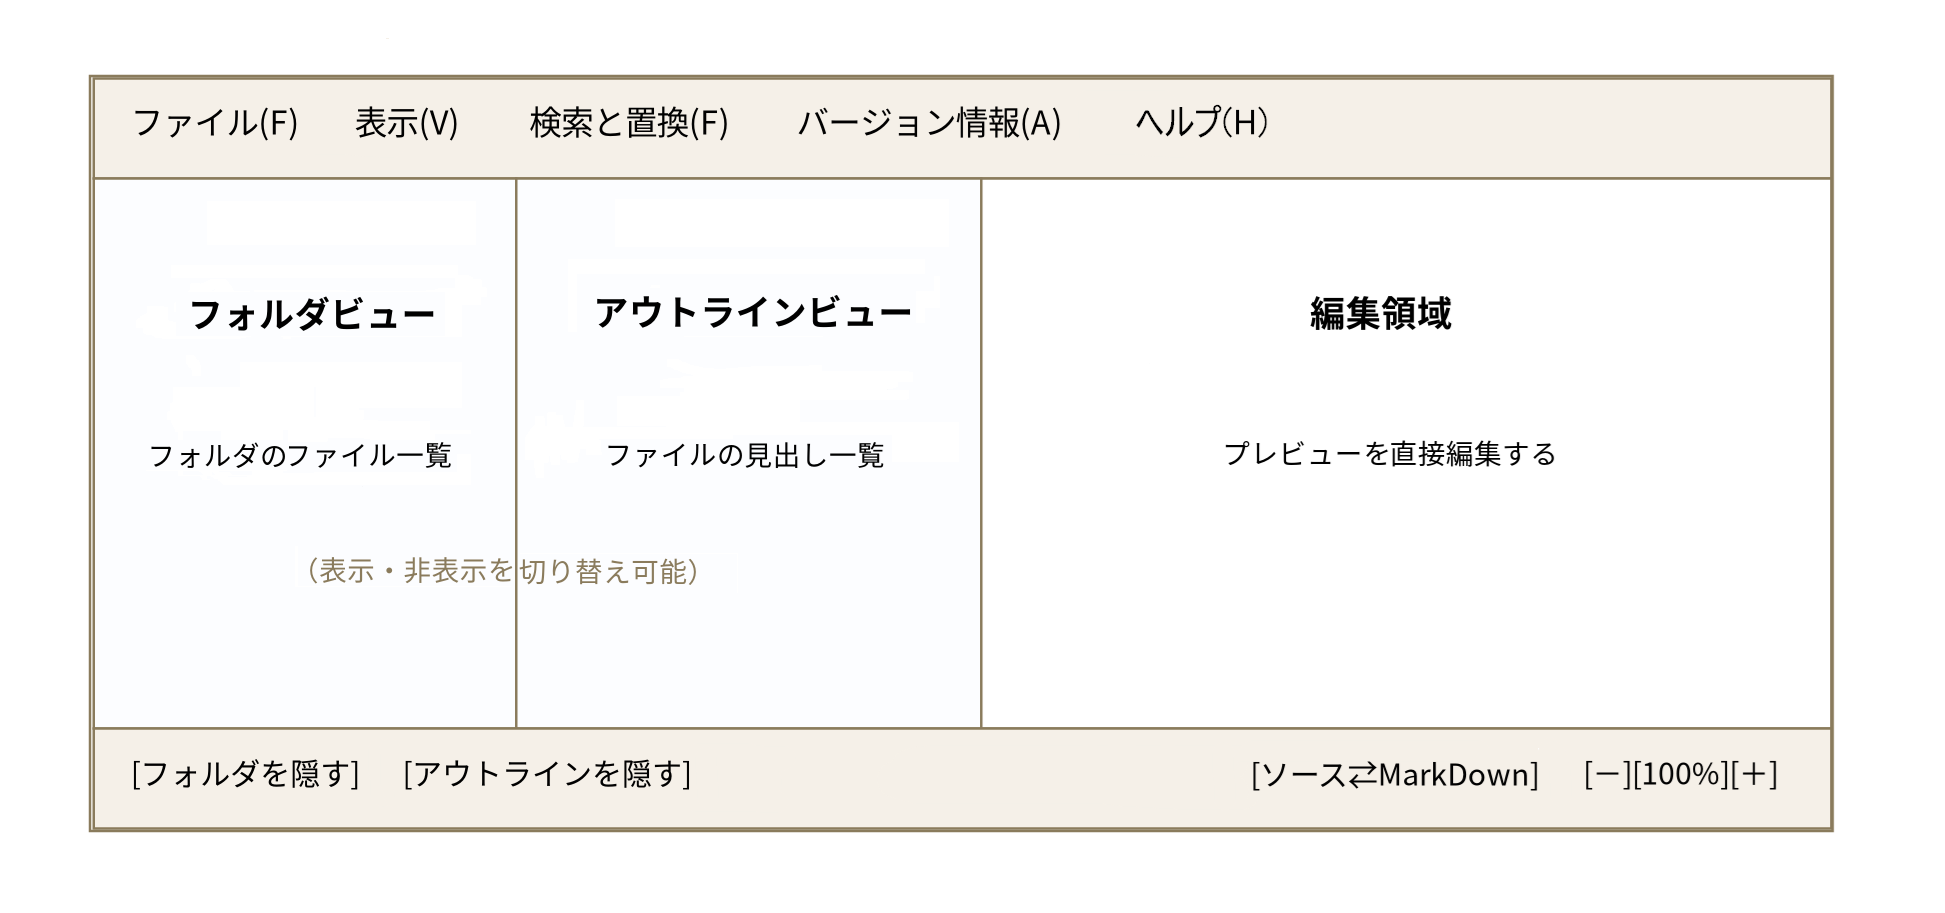 ファイル(F) 表示(V) 検索と置換(F) バージョン情報(A) ヘルプ(H)
フォルダビュー アウトラインビュー 編集領域
フォルダのファイル一覧 ファイルの見出し一覧 プレビューを直接編集する
（表示・非表示を切り替え可能）
[フォルダを隠す] [アウトラインを隠す] [ソース⇄MarkDown] [－][100%][＋]